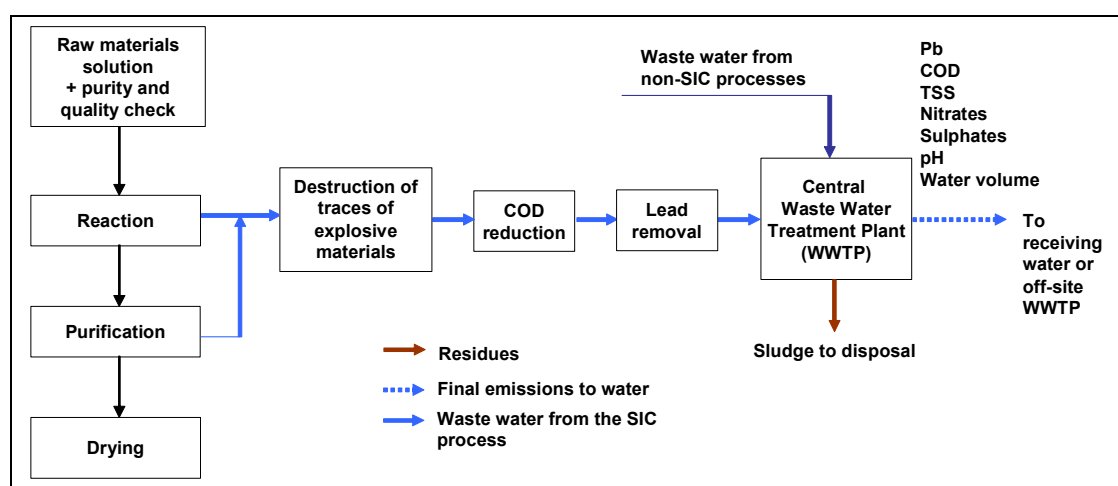 Raw materials
solution
+ purity and
quality check
Reaction
Purification
Drying
Destruction of
traces of
explosive
materials
COD
reduction
Lead
removal
Waste water from
non-SIC processes
Central
Waste Water
Treatment Plant
(WWTP)
Pb
COD
TSS
Nitrates
Sulphates
pH
Water volume
To
receiving
water or
off-site
WWTP
Sludge to disposal
Residues
Final emissions to water
Waste water from the SIC
process